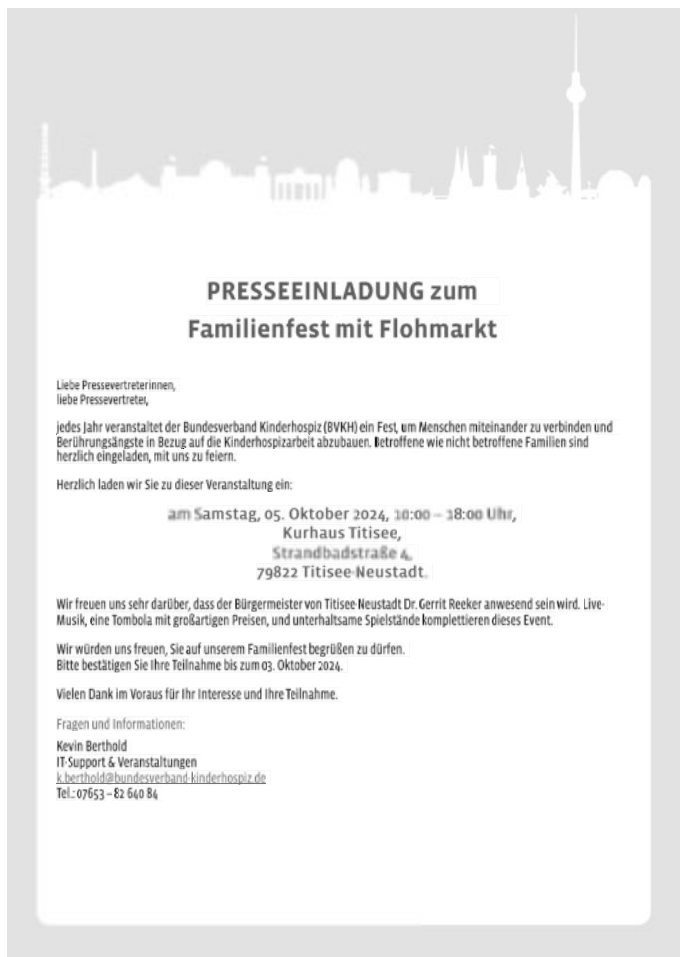 PRESSEEINLADUNG zum
Familienfest mit Flohmarkt
Liebe Pressevertreterinnen,
liebe Pressevertreter,
jedes Jahr veranstaltet der Bundesverband Kinderhospiz (BVKH) ein Fest, um Menschen miteinander zu verbinden und
Berührungsängste in Bezug auf die Kinderhospizarbeit abzubauen. Betroffene wie nicht betroffene Familien sind
herzlich eingeladen, mit uns zu feiern.
Herzlich laden wir Sie zu dieser Veranstaltung ein:
am Samstag, 05. Oktober 2024, 10:00 – 18:00 Uhr,
Kurhaus Titisee,
Strandbadstraße 4,
79822 Titisee-Neustadt.
Wir freuen uns sehr darüber, dass der Bürgermeister von Titisee-Neustadt Dr. Gerrit Reeker anwesend sein wird. Live-
Musik, eine Tombola mit großartigen Preisen, und unterhaltsame Spielstände komplettieren dieses Event.
Wir würden uns freuen, Sie auf unserem Familienfest begrüßen zu dürfen.
Bitte bestätigen Sie Ihre Teilnahme bis zum 03. Oktober 2024.
Vielen Dank im Voraus für Ihr Interesse und Ihre Teilnahme.
Fragen und Informationen:
Kevin Berthold
IT-Support & Veranstaltungen
k.berthold@bundesverband-kinderhospiz.de
Tel.: 07653 – 82 640 84